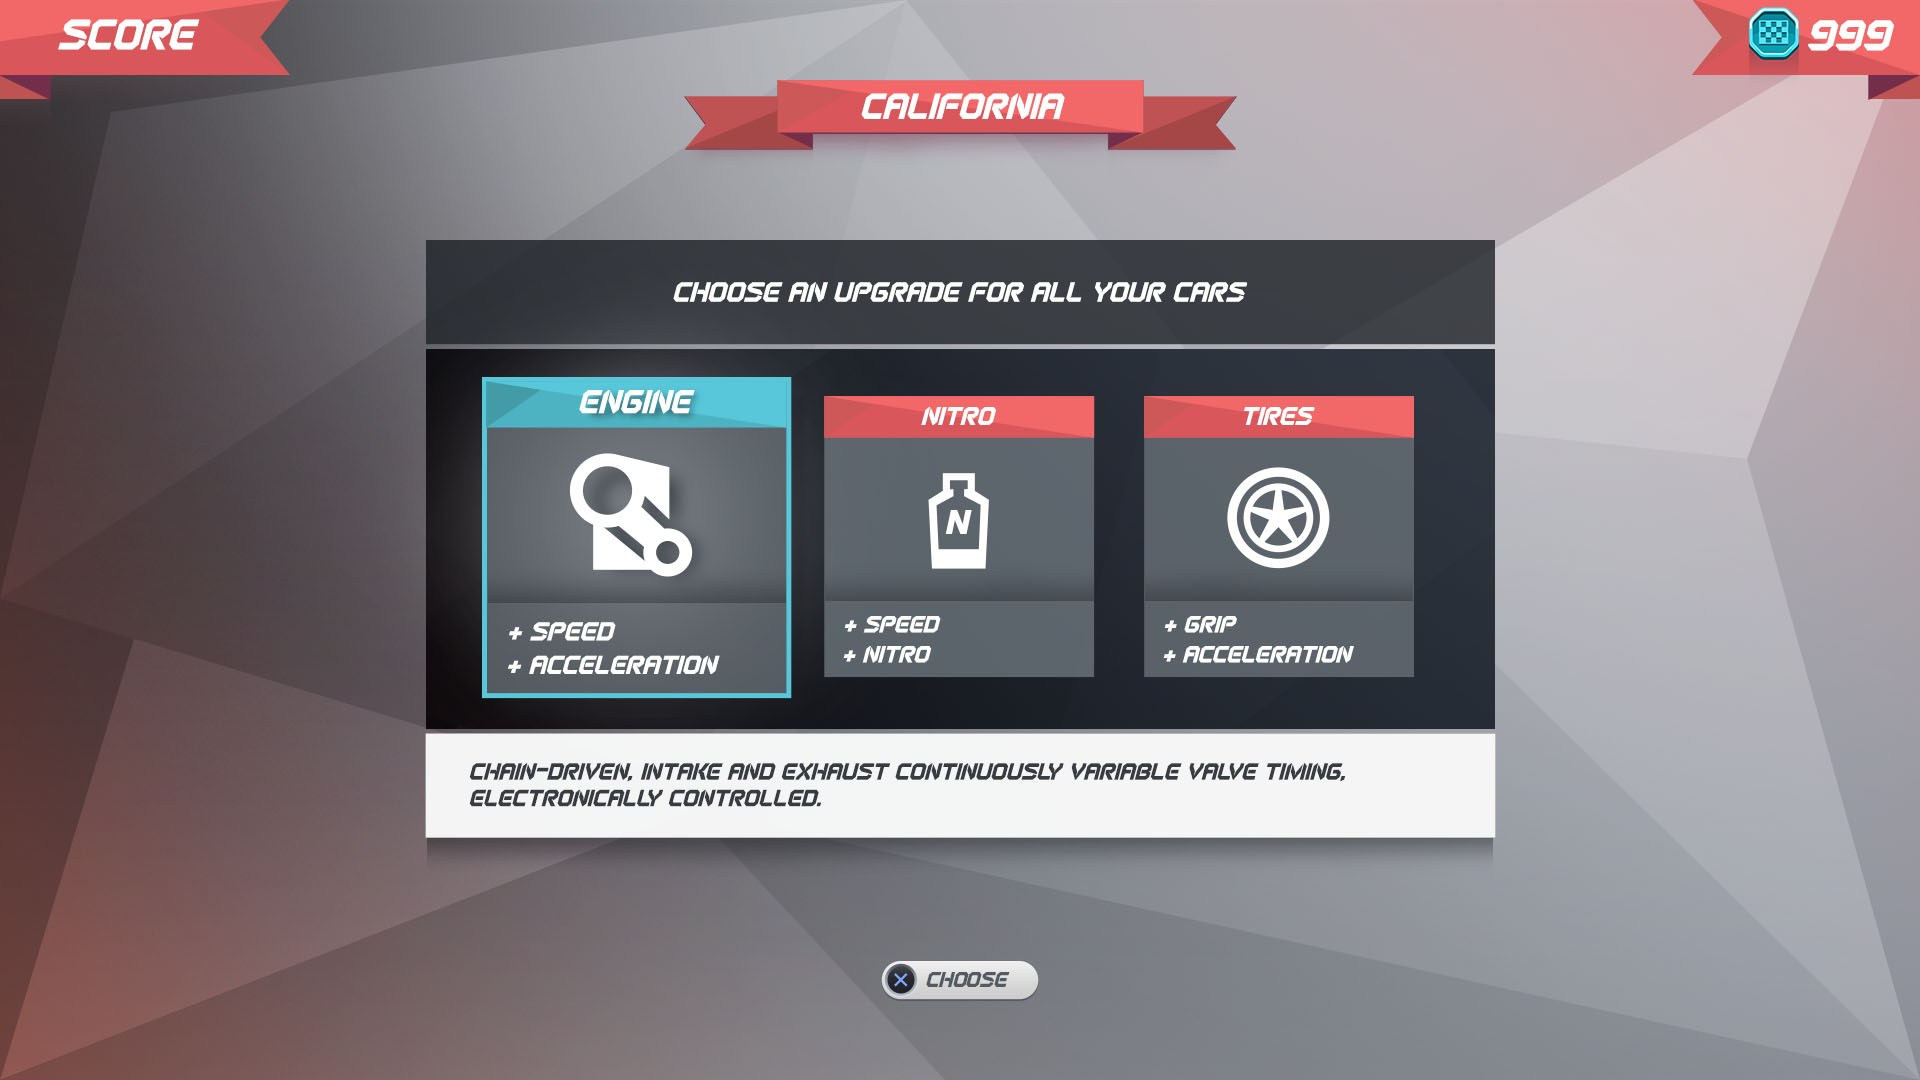 SCORE
999
CALIFORNIA
CHOOSE AN UPGRADE FOR ALL YOUR CARS
ENGINE
+ SPEED
+ ACCELERATION
NITRO
N
+ SPEED
+ NITRO
TIRES
+ GRIP
+ ACCELERATION
CHAIN-DRIVEN, INTAKE AND EXHAUST CONTINUOUSLY VARIABLE VALVE TIMING,
ELECTRONICALLY CONTROLLED.
CHOOSE